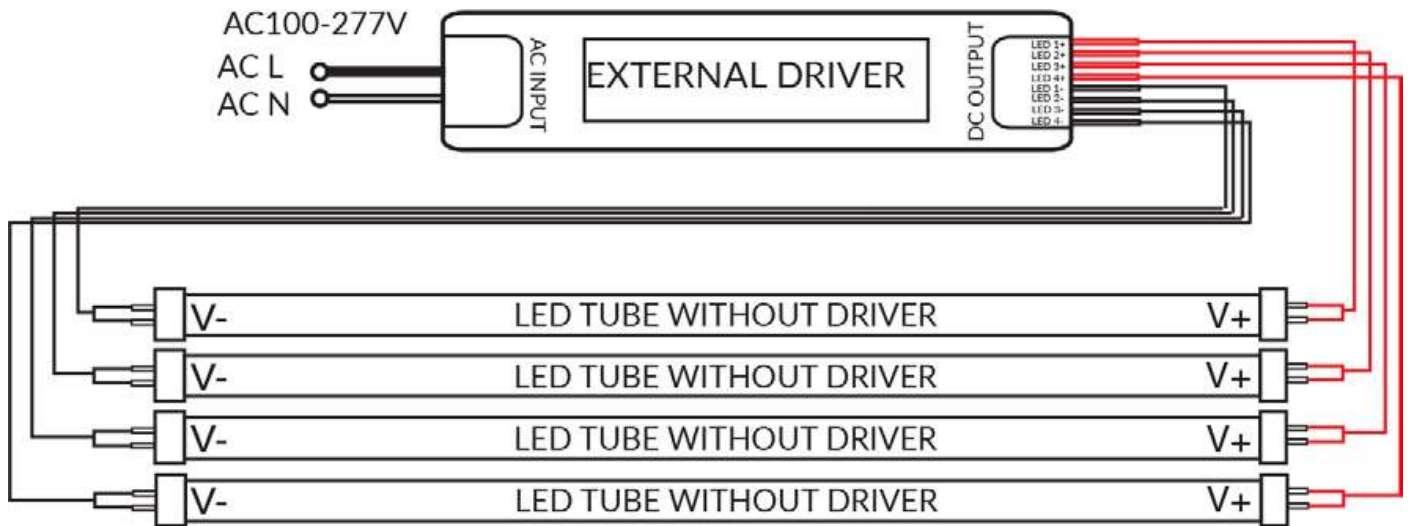 AC100-277V
AC L
AC N
AC INPUT
EXTERNAL DRIVER
DC OUTPUT
LED 1+
LED 2+
LED 3+
LED 4+
LED 1-
LED 2-
LED 3-
LED 4-
V- LED TUBE WITHOUT DRIVER V+
V- LED TUBE WITHOUT DRIVER V+
V- LED TUBE WITHOUT DRIVER V+
V- LED TUBE WITHOUT DRIVER V+